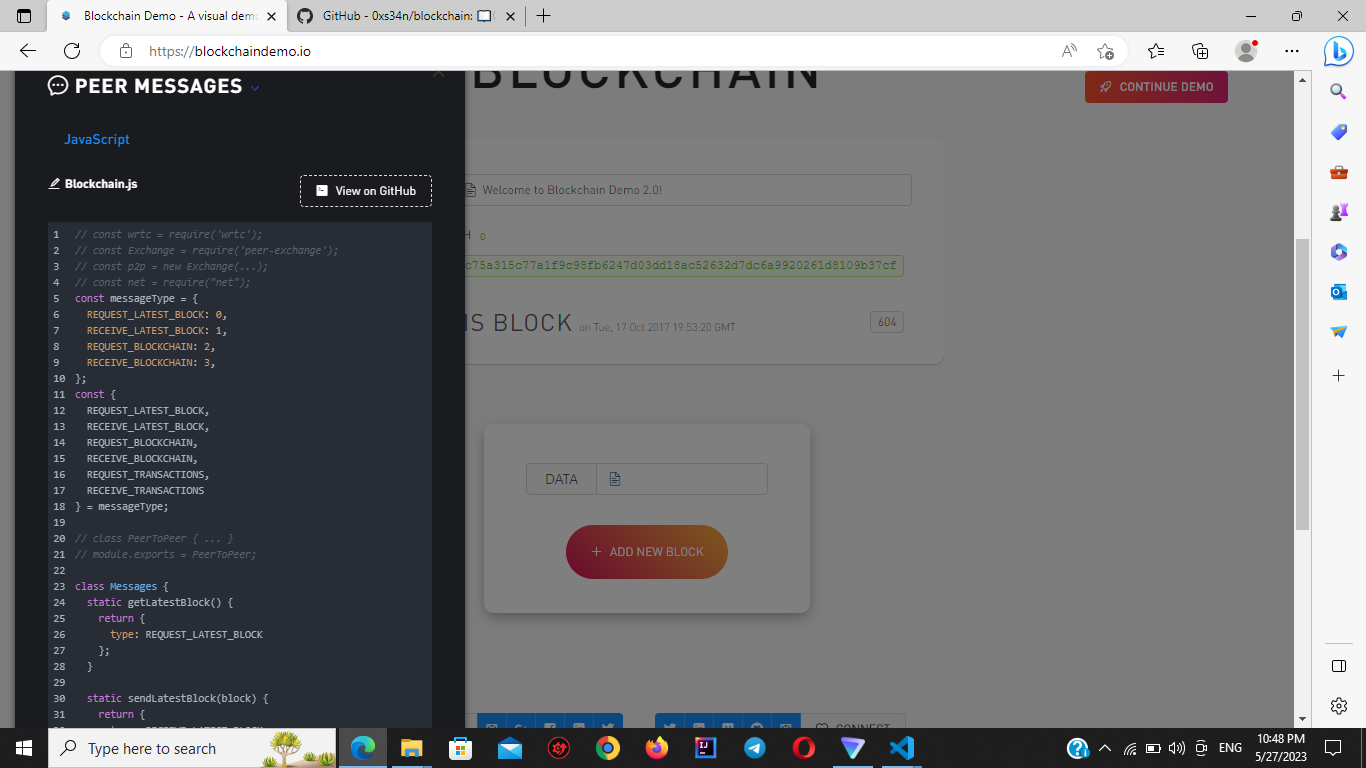 Blockchain Demo - A visual dem
GitHub - 0xs34n/blockchain:
https://blockchaindemo.io
PEER MESSAGES
BLOCKCHAIN
CONTINUE DEMO
JavaScript
Blockchain.js
View on GitHub
Welcome to Blockchain Demo 2.0!
0
c75a315c77a1f9c98fb6247d03dd18ac52632d7dc6a9920261d8109b37cf
IS BLOCK on Tue, 17 Oct 2017 19:53:20 GMT
604
1 // const wrtc = require('wrtc');
2 // const Exchange = require('peer-exchange');
3 // const p2p = new Exchange(...);
4 // const net = require("net");
5 const messageType = {
6 REQUEST_LATEST_BLOCK: 0,
7 RECEIVE_LATEST_BLOCK: 1,
8 REQUEST_BLOCKCHAIN: 2,
9 RECEIVE_BLOCKCHAIN: 3,
10 };
11 const {
12 REQUEST_LATEST_BLOCK,
13 RECEIVE_LATEST_BLOCK,
14 REQUEST_BLOCKCHAIN,
15 RECEIVE_BLOCKCHAIN,
16 REQUEST_TRANSACTIONS,
17 RECEIVE_TRANSACTIONS
18 } = messageType;
19
20 // class PeerToPeer { ... }
21 // module.exports = PeerToPeer;
22
23 class Messages {
24 static getLatestBlock() {
25 return {
26 type: REQUEST_LATEST_BLOCK
27 };
28 }
29
30 static sendLatestBlock(block) {
31 return {
DATA
+ ADD NEW BLOCK
CONNECT
Type here to search
ENG
10:48 PM
5/27/2023